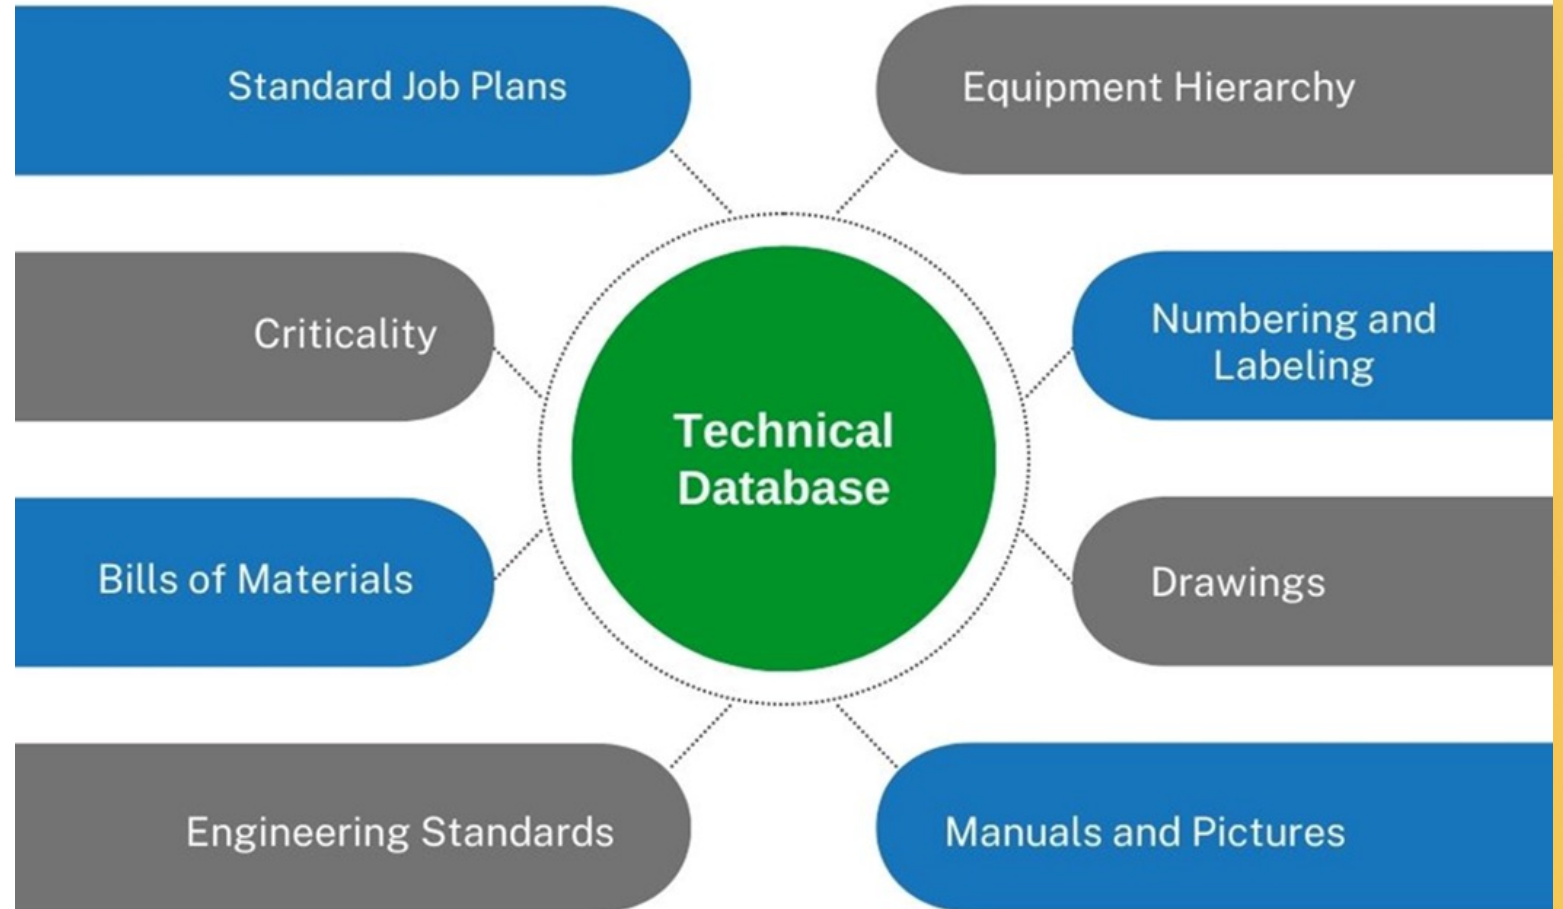 Standard Job Plans
Equipment Hierarchy
Criticality
Numbering and
Labeling
Technical
Database
Bills of Materials
Drawings
Engineering Standards
Manuals and Pictures